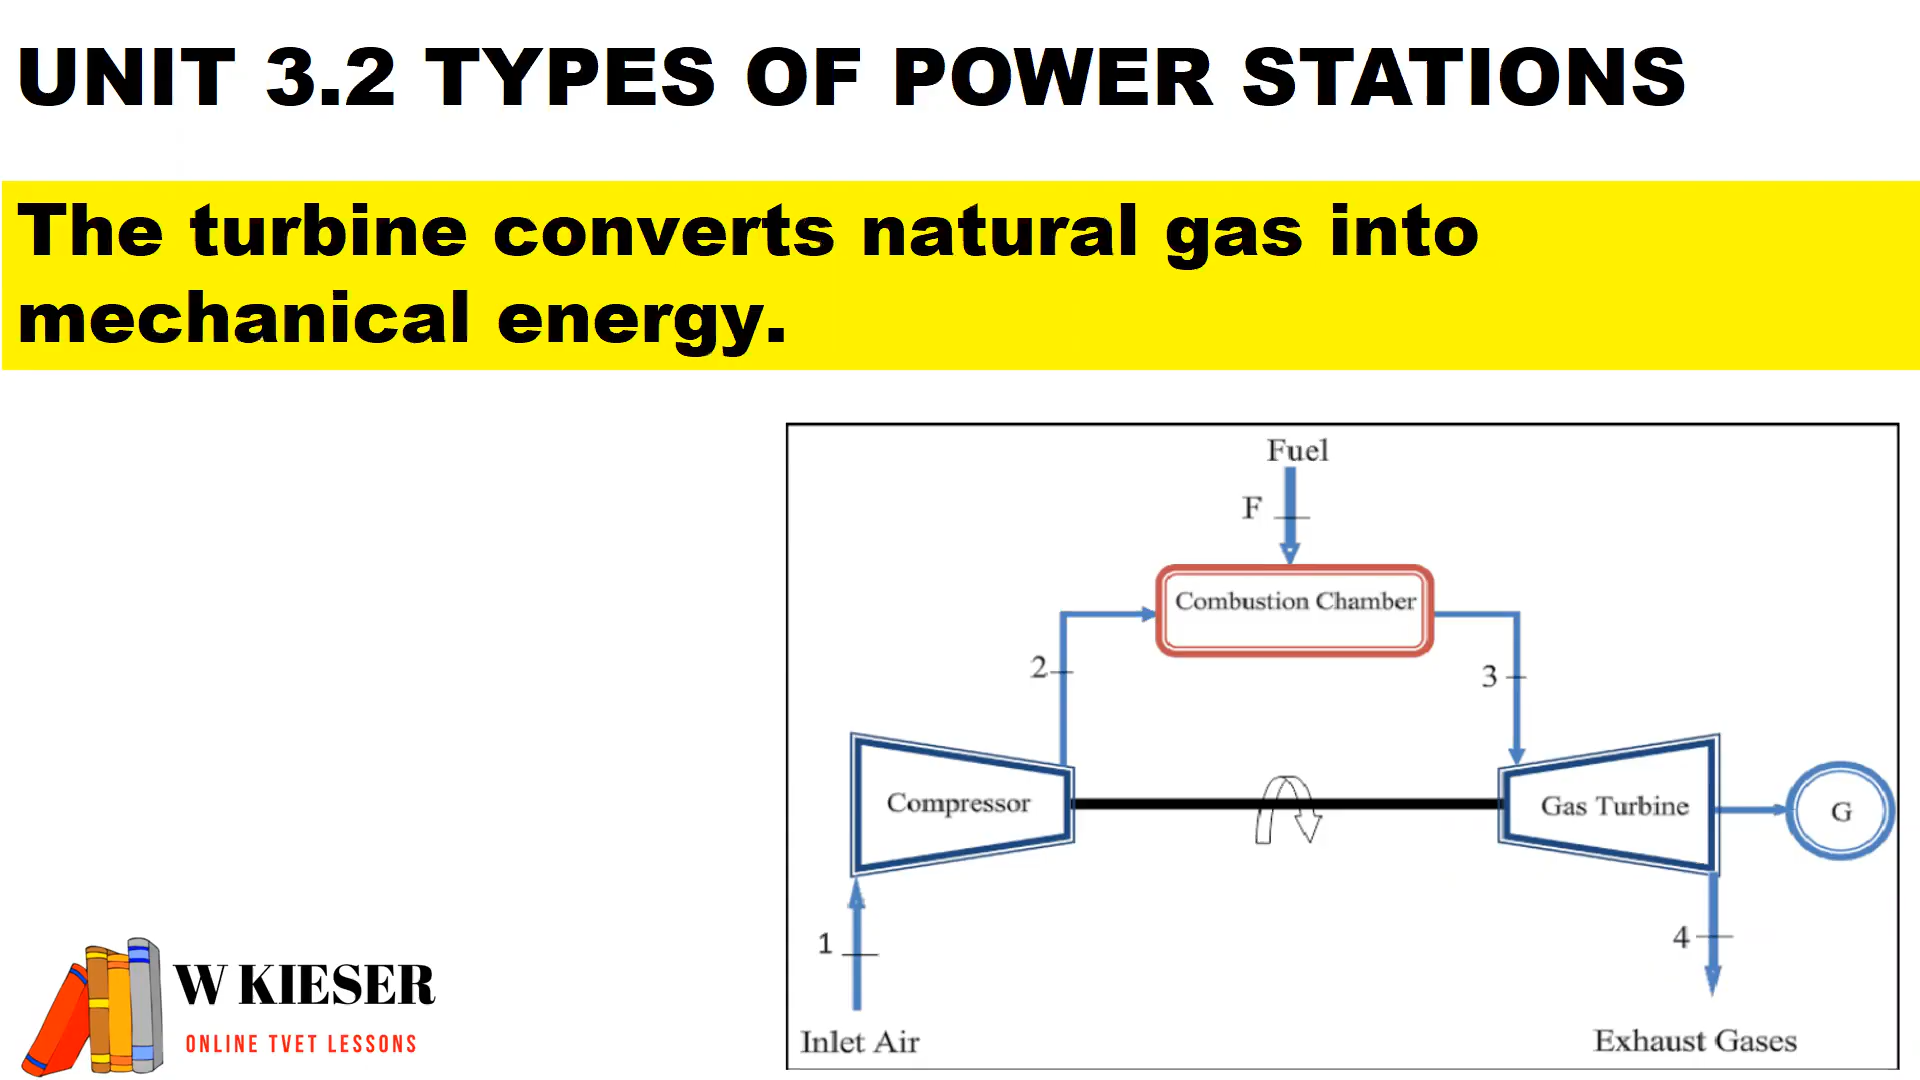 UNIT 3.2 TYPES OF POWER STATIONS
The turbine converts natural gas into
mechanical energy.
Fuel
F
Combustion Chamber
2
3
Compressor
Gas Turbine
G
1
4
Inlet Air
Exhaust Gases
W KIESER
ONLINE TVET LESSONS